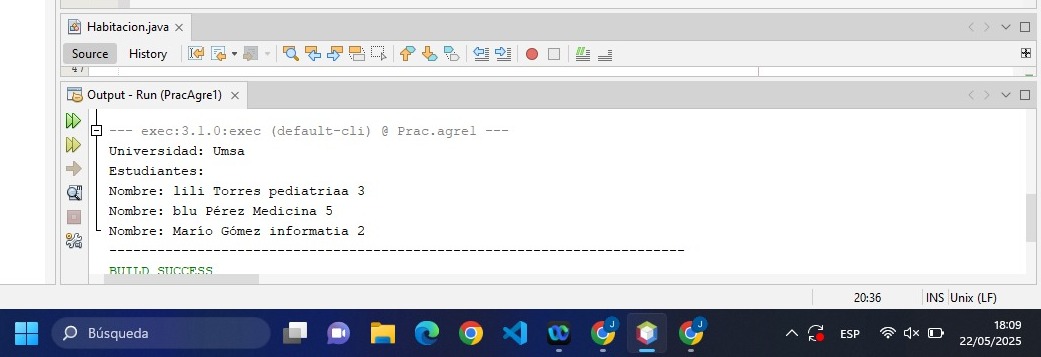 Habitacion.java
Source History
47
Output - Run (PracAgre1)
--- exec:3.1.0:exec (default-cli) @ Prac.agre1 ---
Universidad: Umsa
Estudiantes:
Nombre: lili Torres pediatriaa 3
Nombre: blu Pérez Medicina 5
Nombre: Marío Gómez informatia 2
------------------------------------------------------------------------
BUILD SUCCESS
20:36 INS Unix (LF)
Búsqueda
J
J
ESP
18:09
22/05/2025